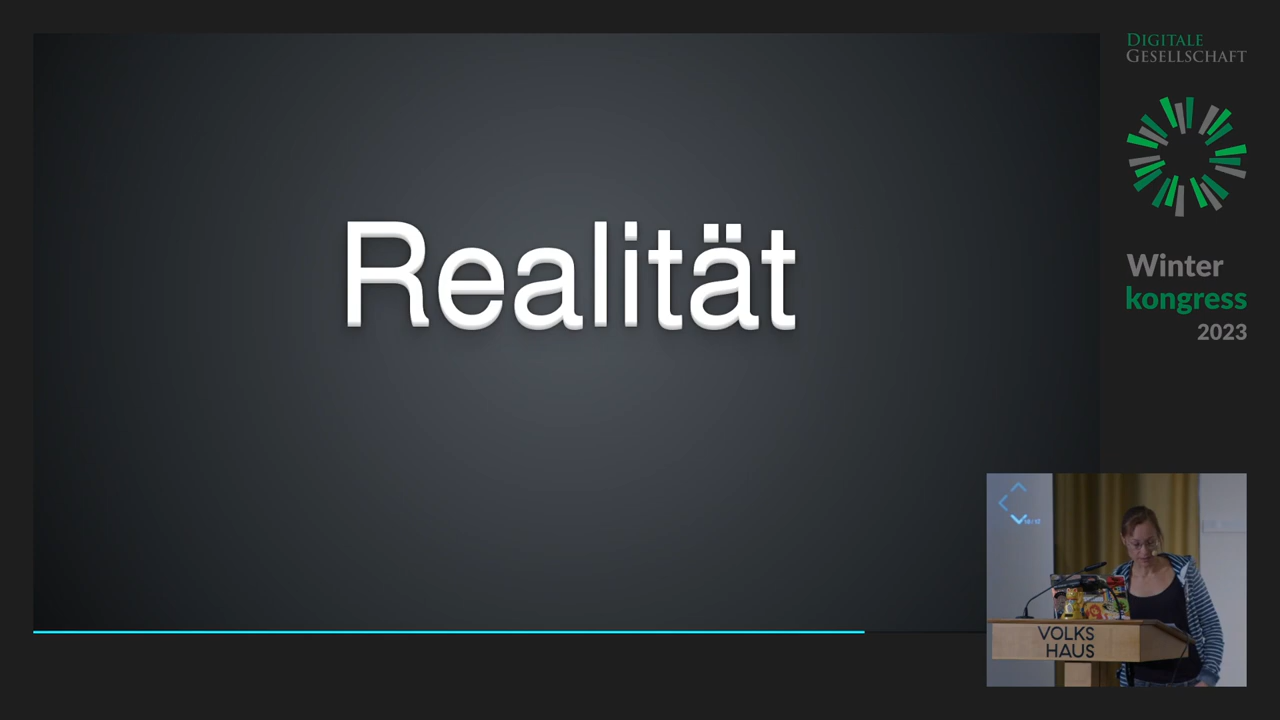 Realität
DIGITALE
GESELLSCHAFT
Winter
kongress
2023
VOLKS
HAUS